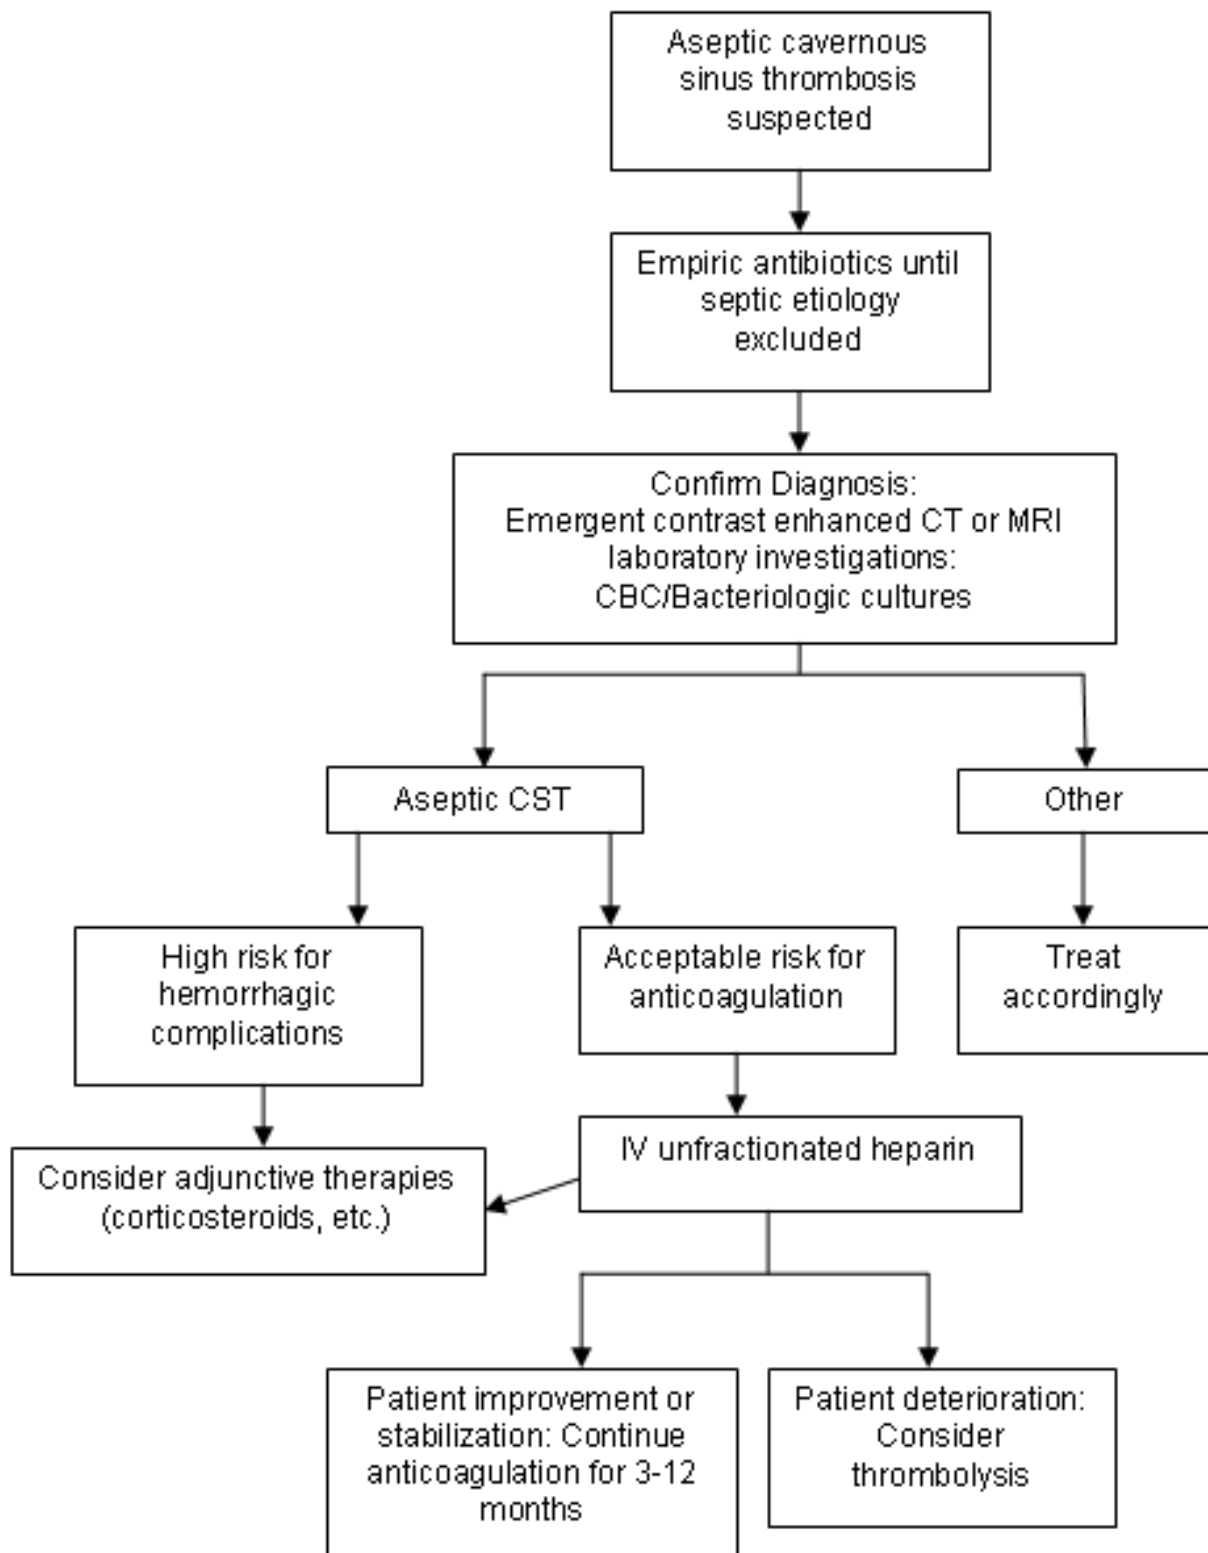 Aseptic cavernous
sinus thrombosis
suspected
Empiric antibiotics until
septic etiology
excluded
Confirm Diagnosis:
Emergent contrast enhanced CT or MRI
laboratory investigations:
CBC/Bacteriologic cultures
Aseptic CST
Other
High risk for
hemorrhagic
complications
Acceptable risk for
anticoagulation
Treat
accordingly
Consider adjunctive therapies
(corticosteroids, etc.)
IV unfractionated heparin
Patient improvement or
stabilization: Continue
anticoagulation for 3-12
months
Patient deterioration:
Consider
thrombolysis